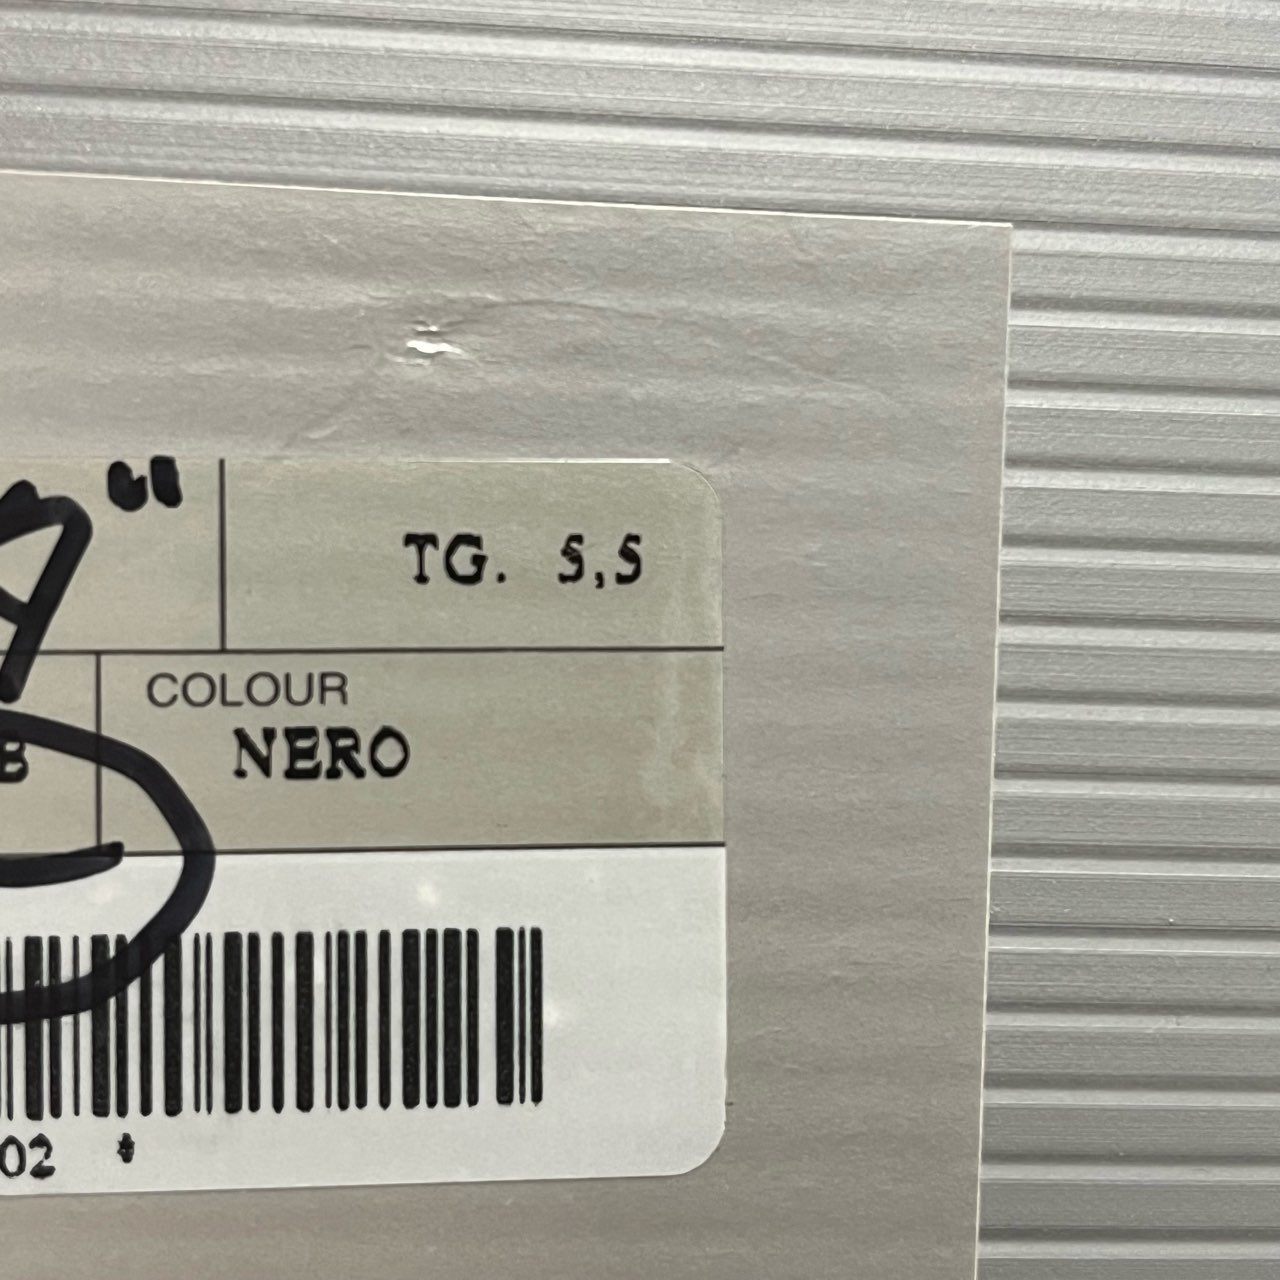 TG. 5,5
COLOUR
B NERO
02 *